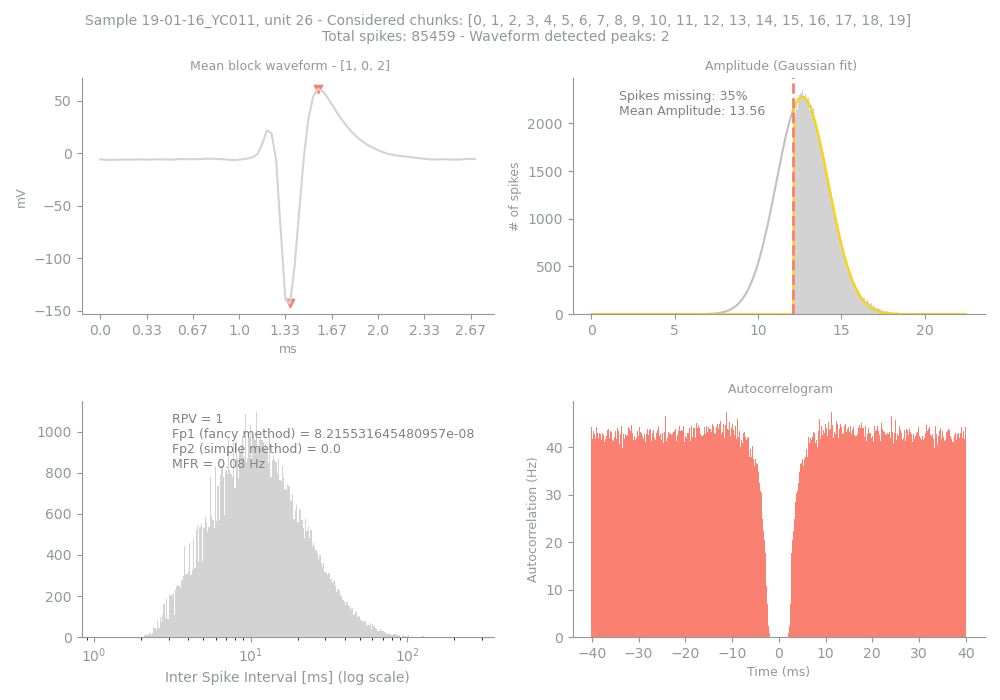 Sample 19-01-16_YC011, unit 26 - Considered chunks: [0, 1, 2, 3, 4, 5, 6, 7, 8, 9, 10, 11, 12, 13, 14, 15, 16, 17, 18, 19]
Total spikes: 85459 - Waveform detected peaks: 2
Mean block waveform - [1, 0, 2]
50
0
−50
−100
−150
mV
0.0 0.33 0.67 1.0 1.33 1.67 2.0 2.33 2.67
ms
Amplitude (Gaussian fit)
Spikes missing: 35%
Mean Amplitude: 13.56
2000
1500
1000
500
0
# of spikes
0 5 10 15 20
RPV = 1
Fp1 (fancy method) = 8.215531645480957e-08
Fp2 (simple method) = 0.0
MFR = 0.08 Hz
1000
800
600
400
200
0
10⁰ 10¹ 10²
Inter Spike Interval [ms] (log scale)
Autocorrelogram
40
30
20
10
0
Autocorrelation (Hz)
−40 −30 −20 −10 0 10 20 30 40
Time (ms)